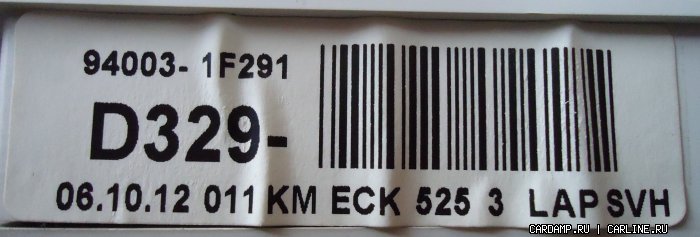 94003- 1F291
D329-
06.10.12 011 KM ECK 525 3 LAP SVH
CARDAMP.RU | CARLINE.RU